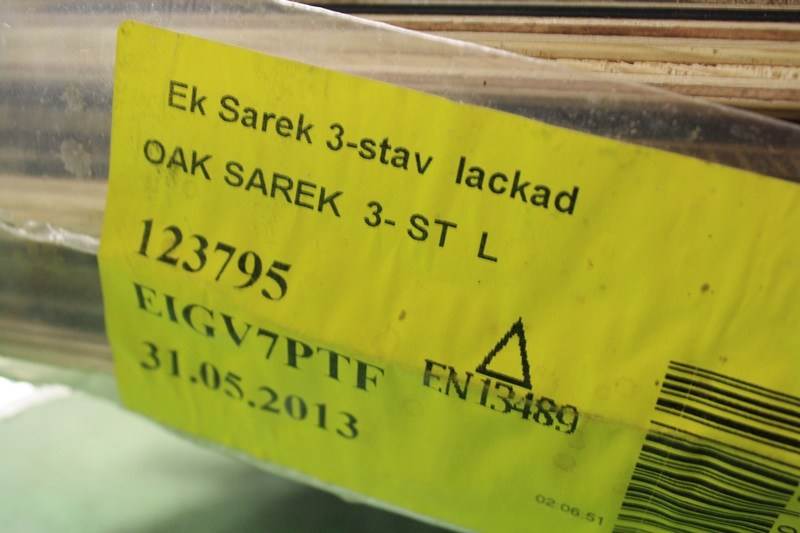 Ek Sarek 3-stav lackad
OAK SAREK 3- ST L
123795
EIGV7PTF
31.05.2013
EN13489
02:06:51